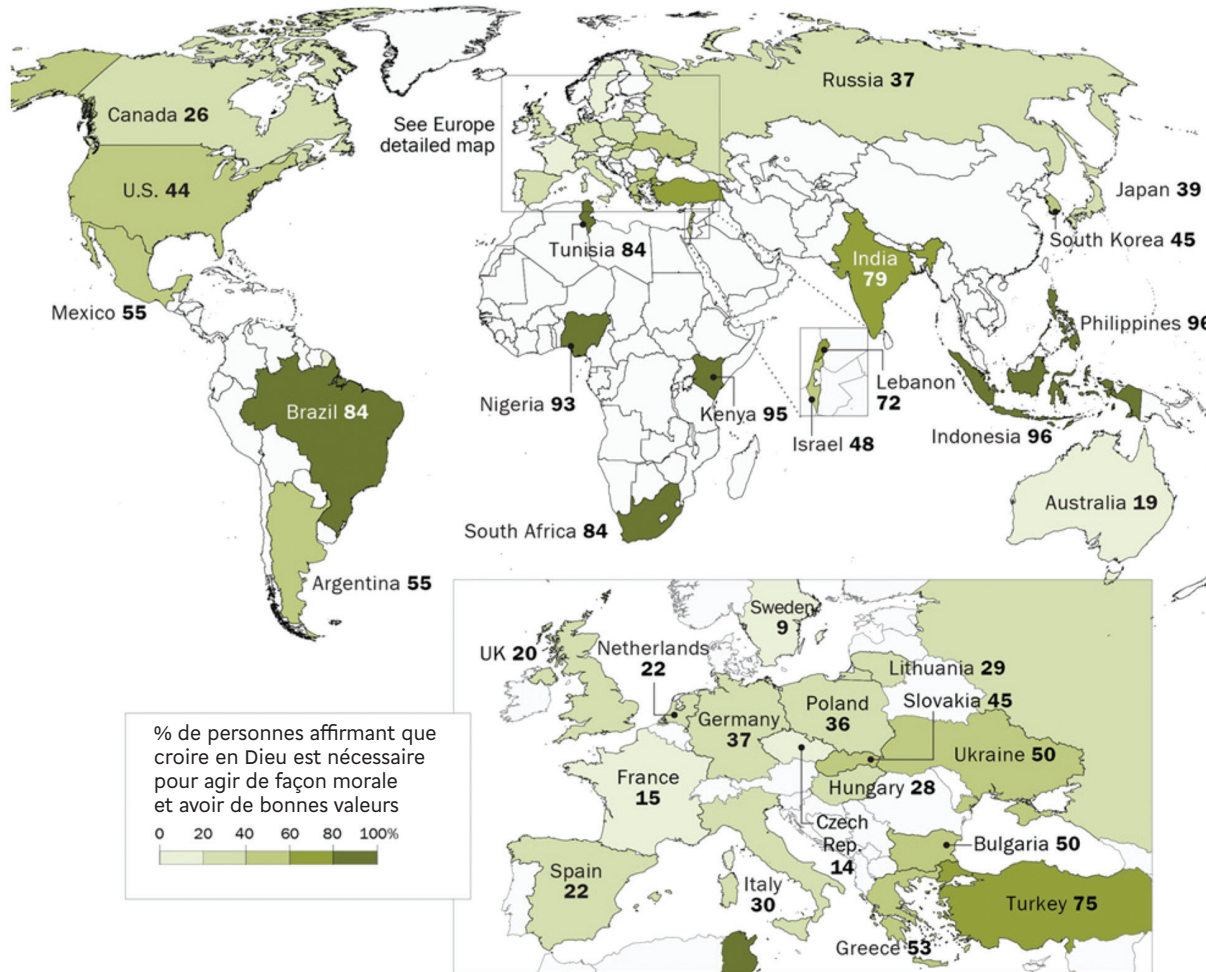 Canada 26
U.S. 44
Mexico 55
Brazil 84
Argentina 55
See Europe
detailed map
Russia 37
Japan 39
South Korea 45
Tunisia 84
India
79
Philippines 96
Nigeria 93
Kenya 95
Lebanon
72
Israel 48
Indonesia 96
Australia 19
South Africa 84
Sweden
9
UK 20
Netherlands
22
Lithuania 29
Slovakia 45
Poland
36
Germany
37
Ukraine 50
France
15
Hungary 28
Czech
Rep.
14
Bulgaria 50
Spain
22
Italy
30
Turkey 75
Greece 53
% de personnes affirmant que
croire en Dieu est nécessaire
pour agir de façon morale
et avoir de bonnes valeurs
0 20 40 60 80 100%